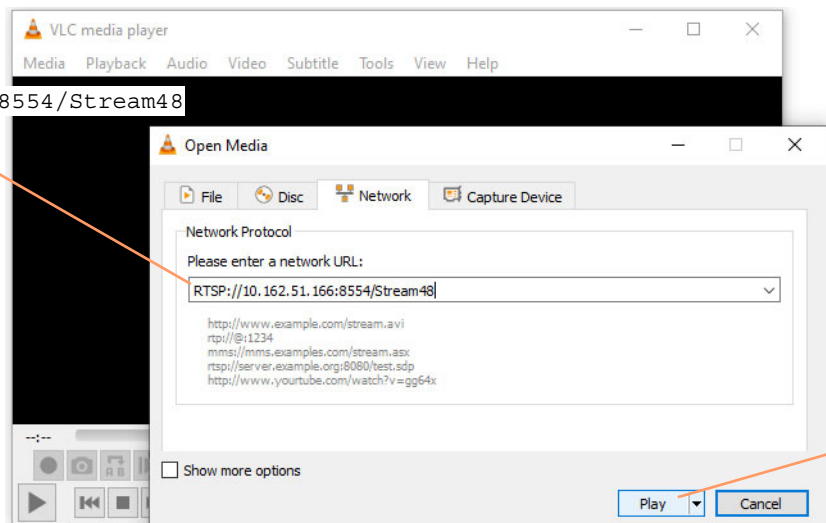 VLC media player
Media Playback Audio Video Subtitle Tools View Help
8554/Stream48
Open Media
File Disc Network Capture Device
Network Protocol
Please enter a network URL:
RTSP://10.162.51.166:8554/Stream48
http://www.example.com/stream.avi
rtp://@:1234
mms://mms.examples.com/stream.asx
rtsp://server.example.org:8080/test.sdp
http://www.yourtube.com/watch?v=gg64x
--:--
A B
Show more options
Play Cancel